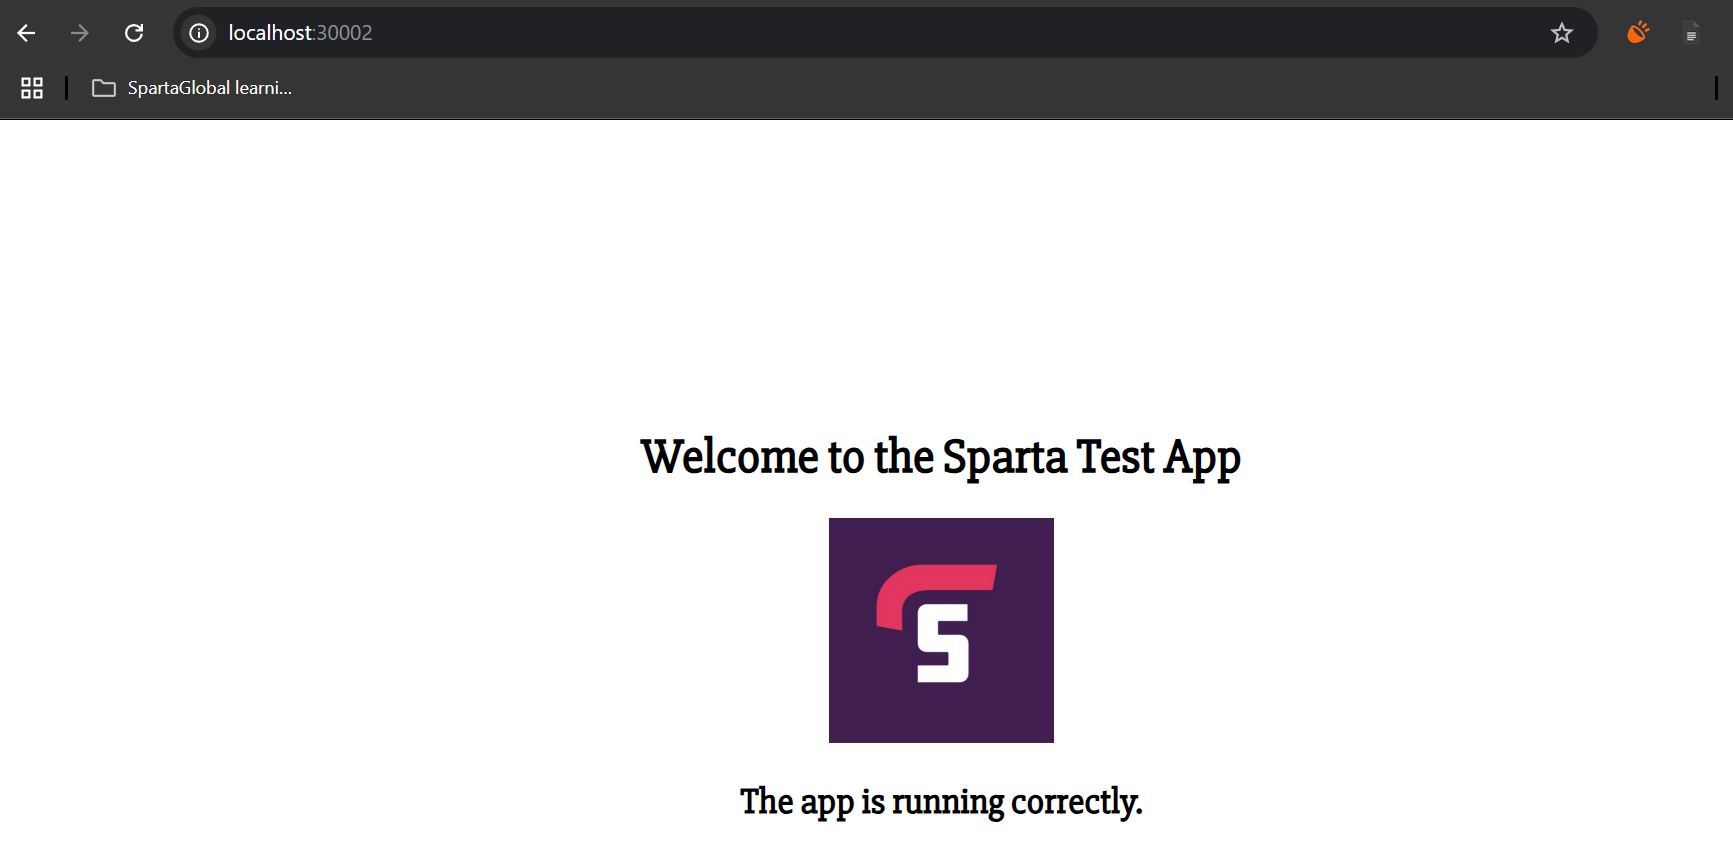 localhost:30002
SpartaGlobal learni...
Welcome to the Sparta Test App
S
The app is running correctly.